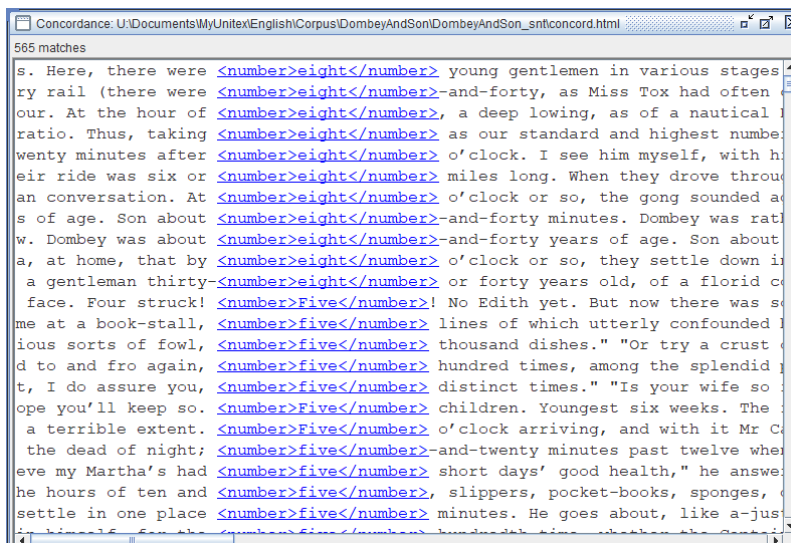 Concordance: U:\Documents\MyUnitex\English\Corpus\DombeyAndSon\DombeyAndSon_snt\concord.html
565 matches
s. Here, there were <number>eight</number> young gentlemen in various stages
ry rail (there were <number>eight</number>-and-forty, as Miss Tox had often
our. At the hour of <number>eight</number>, a deep lowing, as of a nautical
ratio. Thus, taking <number>eight</number> as our standard and highest numbe
wenty minutes after <number>eight</number> o'clock. I see him myself, with h
eir ride was six or <number>eight</number> miles long. When they drove throu
an conversation. At <number>eight</number> o'clock or so, the gong sounded a
s of age. Son about <number>eight</number>-and-forty minutes. Dombey was rat
w. Dombey was about <number>eight</number>-and-forty years of age. Son about
a, at home, that by <number>eight</number> o'clock or so, they settle down i
a gentleman thirty-<number>eight</number> or forty years old, of a florid c
face. Four struck! <number>Five</number>! No Edith yet. But now there was s
me at a book-stall, <number>five</number> lines of which utterly confounded
ious sorts of fowl, <number>five</number> thousand dishes." "Or try a crust
d to and fro again, <number>five</number> hundred times, among the splendid
t, I do assure you, <number>five</number> distinct times." "Is your wife so
ope you'll keep so. <number>Five</number> children. Youngest six weeks. The
a terrible extent. <number>Five</number> o'clock arriving, and with it Mr C
the dead of night; <number>five</number>-and-twenty minutes past twelve whe
eve my Martha's had <number>five</number> short days' good health," he answe
he hours of ten and <number>five</number>, slippers, pocket-books, sponges,
settle in one place <number>five</number> minutes. He goes about, like a-jus